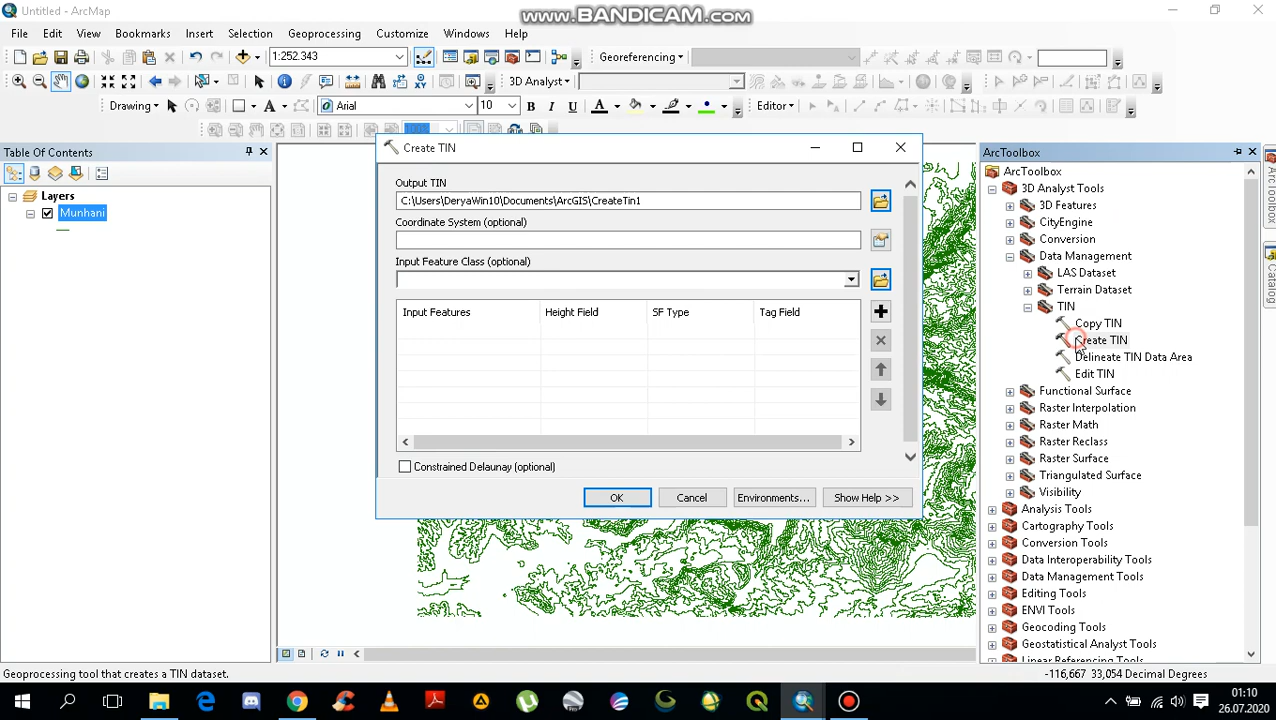 Untitled - ArcMap
www.BANDICAM.com
File Edit View Bookmarks Insert Selection Geoprocessing Customize Windows Help
1:252.343
Georeferencing
3D Analyst
Drawing
Arial
10
B I U A
Editor
100%
Table Of Contents
Layers
Munhani
Create TIN
Output TIN
C:\Users\DeryaWin10\Documents\ArcGIS\CreateTin1
Coordinate System (optional)
Input Feature Class (optional)
Input Features Height Field SF Type Tag Field
Constrained Delaunay (optional)
OK Cancel Environments... Show Help >>
ArcToolbox
ArcToolbox
3D Analyst Tools
3D Features
CityEngine
Conversion
Data Management
LAS Dataset
Terrain Dataset
TIN
Copy TIN
Create TIN
Delineate TIN Data Area
Edit TIN
Functional Surface
Raster Interpolation
Raster Math
Raster Reclass
Raster Surface
Triangulated Surface
Visibility
Analysis Tools
Cartography Tools
Conversion Tools
Data Interoperability Tools
Data Management Tools
Editing Tools
ENVI Tools
Geocoding Tools
Geostatistical Analyst Tools
Linear Referencing Tools
ArcToolbox
Catalog
Geoprocessing tool that creates a TIN dataset.
-116,667 33,054 Decimal Degrees
01:10
26.07.2020